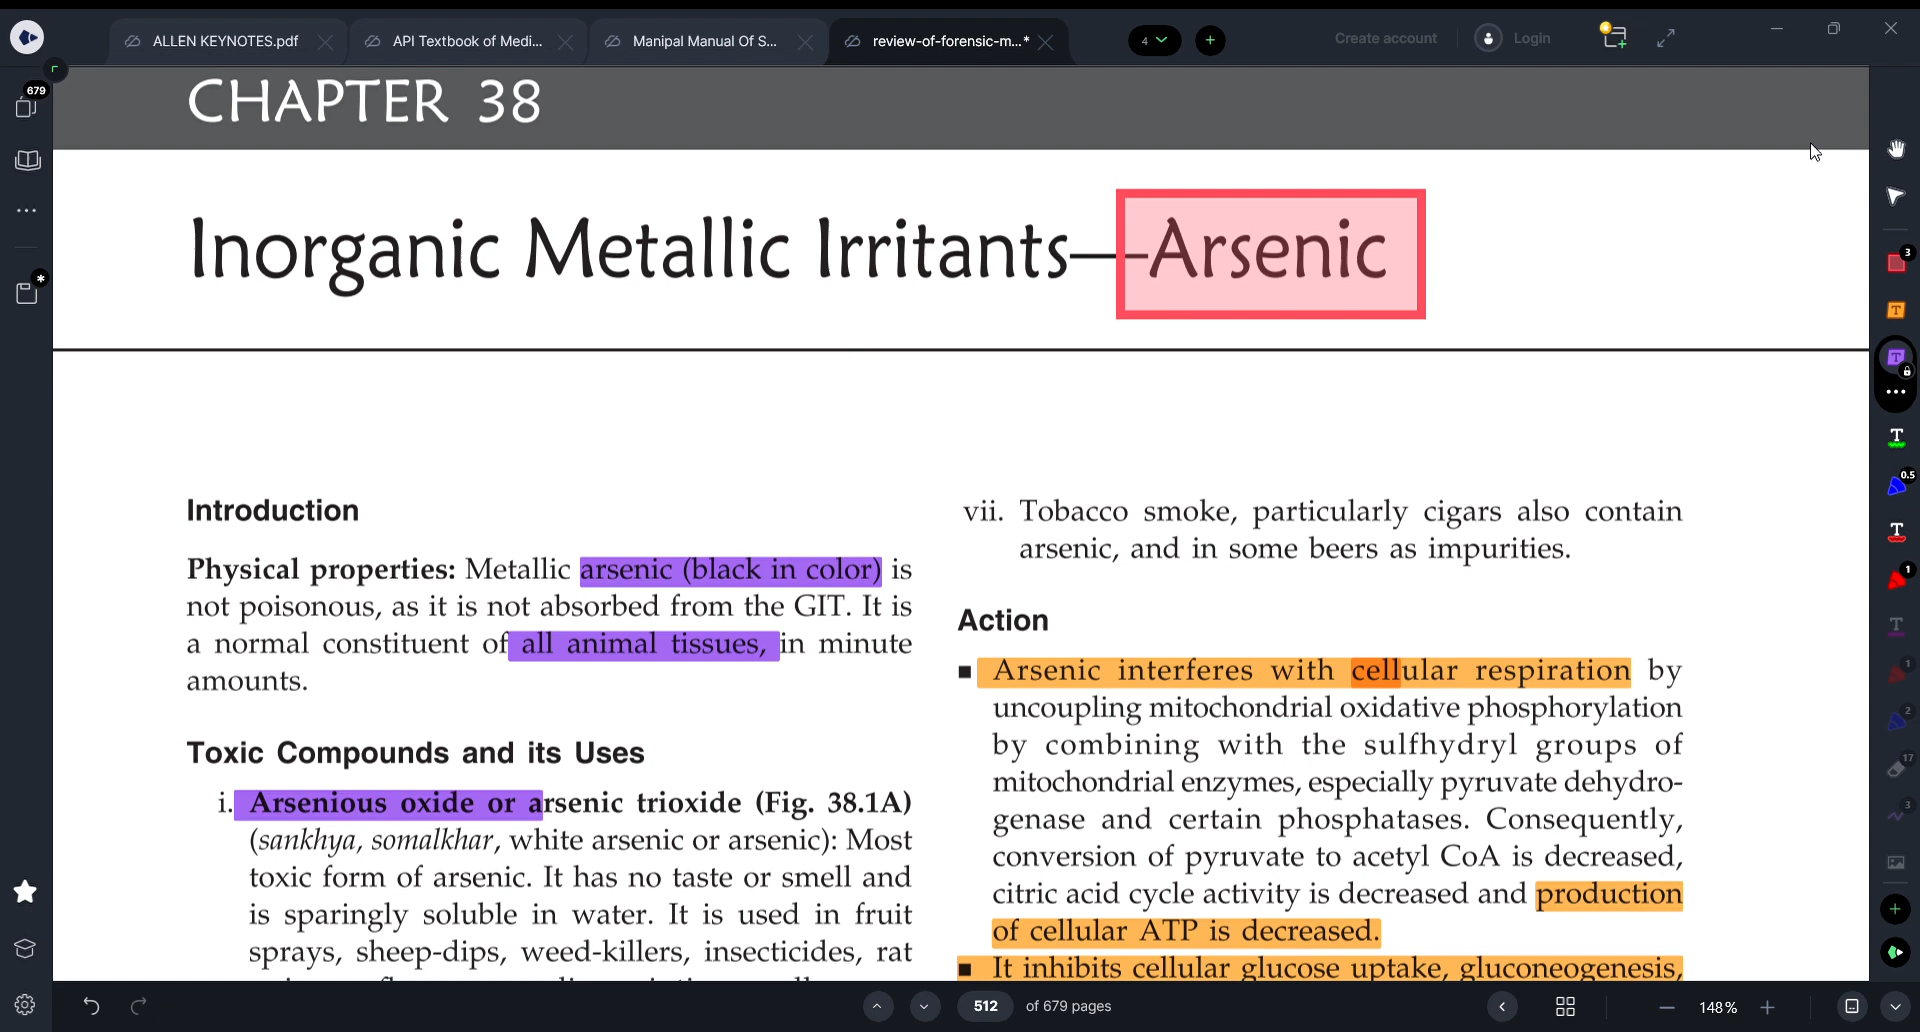 ALLEN KEYNOTES.pdf
API Textbook of Medi...
Manipal Manual Of S...
review-of-forensic-m...*
4
Create account
Login
679
CHAPTER 38
Inorganic Metallic Irritants—Arsenic
Introduction
Physical properties: Metallic arsenic (black in color) is
not poisonous, as it is not absorbed from the GIT. It is
a normal constituent of all animal tissues, in minute
amounts.
Toxic Compounds and its Uses
i. Arsenious oxide or arsenic trioxide (Fig. 38.1A)
(sankhya, somalkhar, white arsenic or arsenic): Most
toxic form of arsenic. It has no taste or smell and
is sparingly soluble in water. It is used in fruit
sprays, sheep-dips, weed-killers, insecticides, rat
vii. Tobacco smoke, particularly cigars also contain
arsenic, and in some beers as impurities.
Action
■ Arsenic interferes with cellular respiration by
uncoupling mitochondrial oxidative phosphorylation
by combining with the sulfhydryl groups of
mitochondrial enzymes, especially pyruvate dehydro-
genase and certain phosphatases. Consequently,
conversion of pyruvate to acetyl CoA is decreased,
citric acid cycle activity is decreased and production
of cellular ATP is decreased.
■ It inhibits cellular glucose uptake, gluconeogenesis,
3
T
T
T
0.5
T
1
T
1
2
17
3
512 of 679 pages
148%